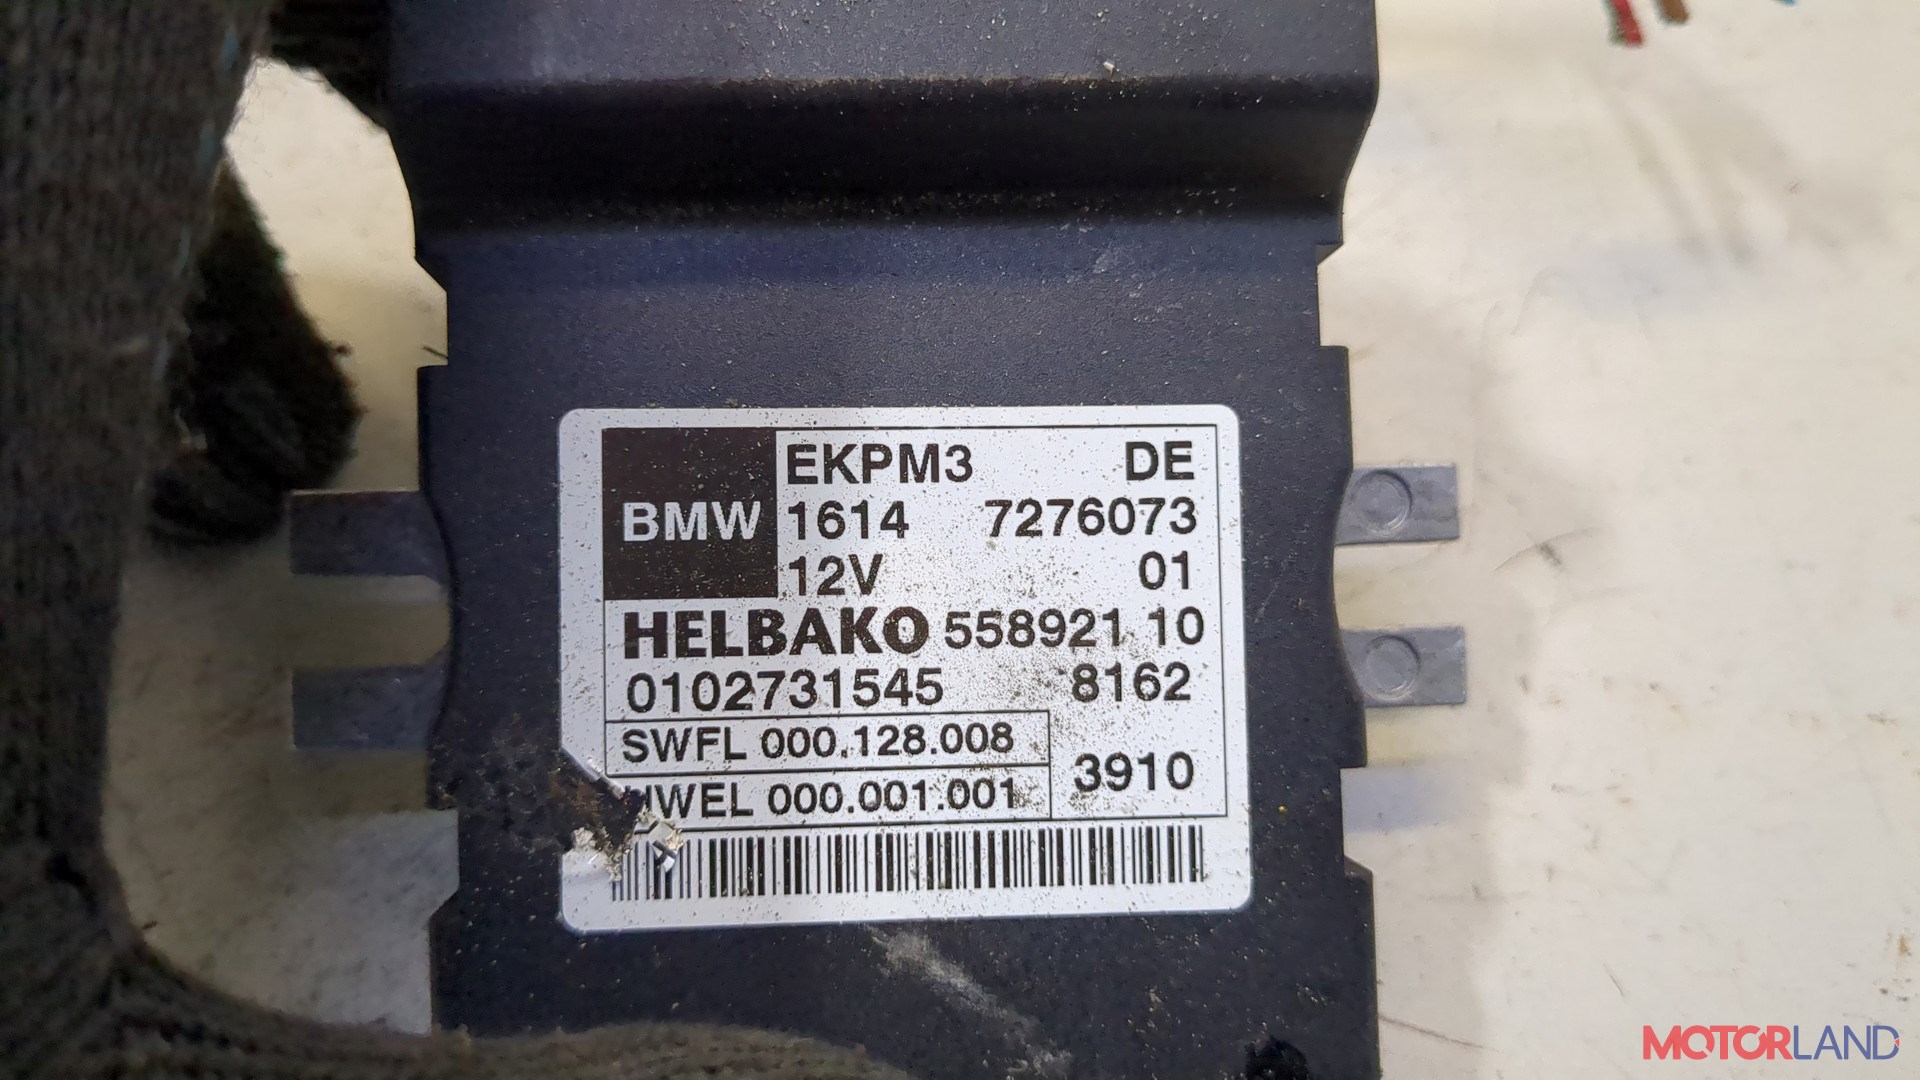 EKPM3 DE
BMW 1614 7276073
12V 01
HELBAKO 558921 10
0102731545 8162
SWFL 000.128.008
3910
HWEL 000.001.001
MOTORLAND